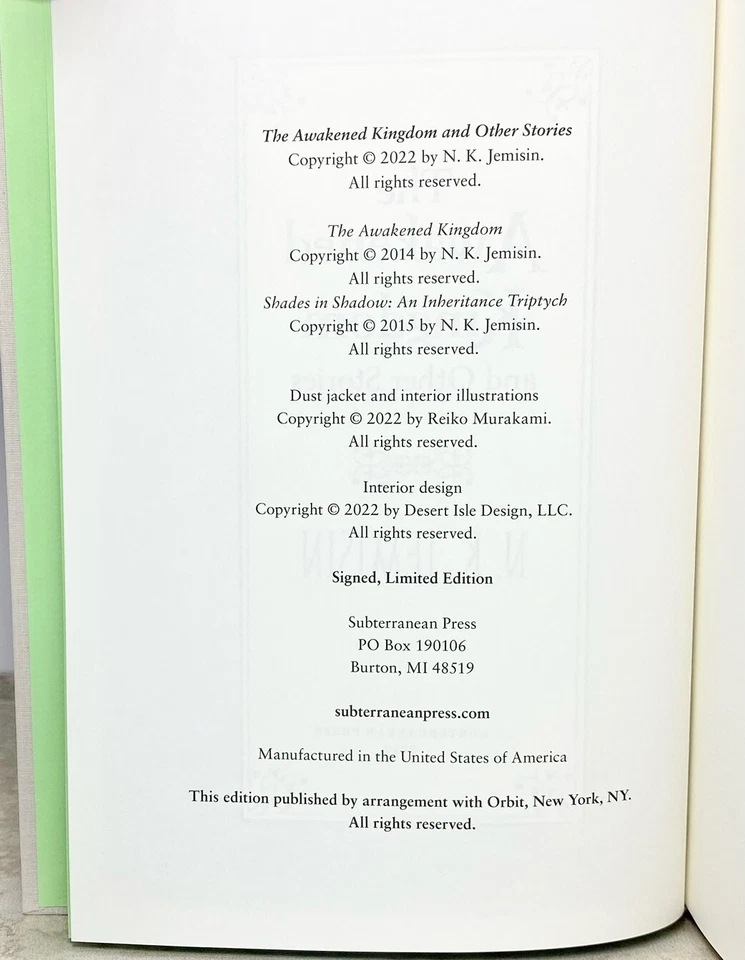 The Awakened Kingdom and Other Stories
Copyright © 2022 by N. K. Jemisin.
All rights reserved.
The Awakened Kingdom
Copyright © 2014 by N. K. Jemisin.
All rights reserved.
Shades in Shadow: An Inheritance Triptych
Copyright © 2015 by N. K. Jemisin.
All rights reserved.
Dust jacket and interior illustrations
Copyright © 2022 by Reiko Murakami.
All rights reserved.
Interior design
Copyright © 2022 by Desert Isle Design, LLC.
All rights reserved.
Signed, Limited Edition
Subterranean Press
PO Box 190106
Burton, MI 48519
subterraneanpress.com
Manufactured in the United States of America
This edition published by arrangement with Orbit, New York, NY.
All rights reserved.